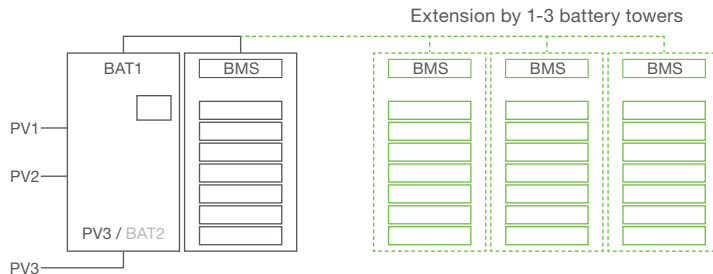 Extension by 1-3 battery towers
BAT1
BMS
BMS
BMS
BMS
PV1
PV2
PV3 / BAT2
PV3